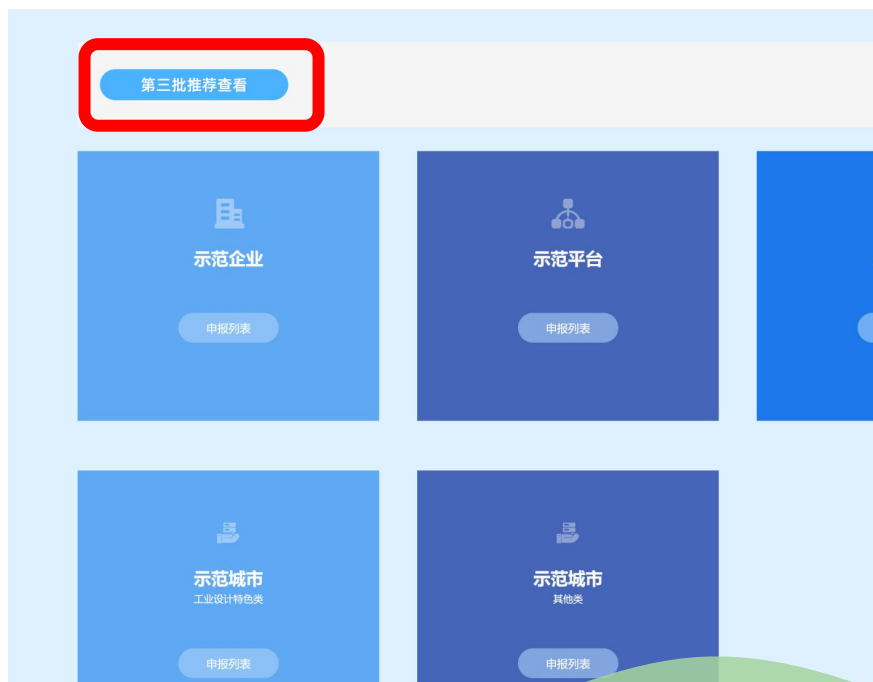 第三批推荐查看
示范企业
申报列表
示范平台
申报列表
示范城市
工业设计特色类
申报列表
示范城市
其他类
申报列表